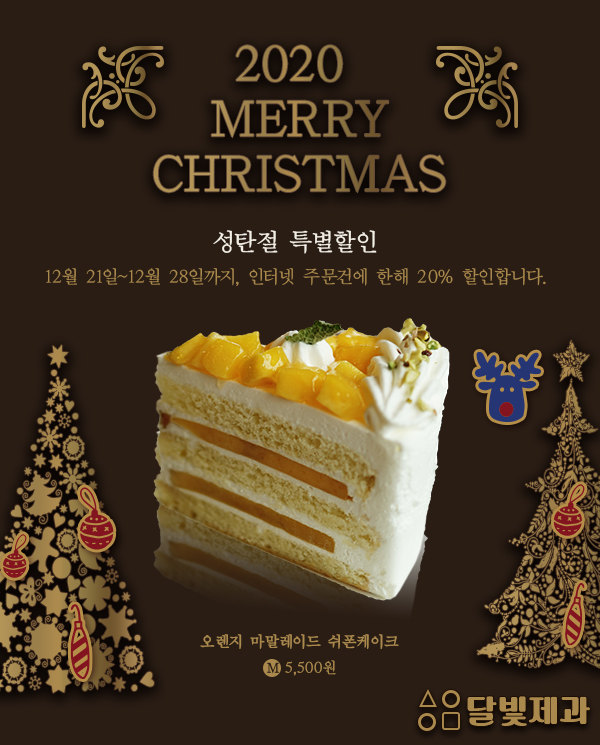 2020
MERRY
CHRISTMAS
성탄절 특별할인
12월 21일~12월 28일까지, 인터넷 주문건에 한해 20% 할인합니다.
오렌지 마말레이드 쉬폰케이크
M 5,500원
달빛제과